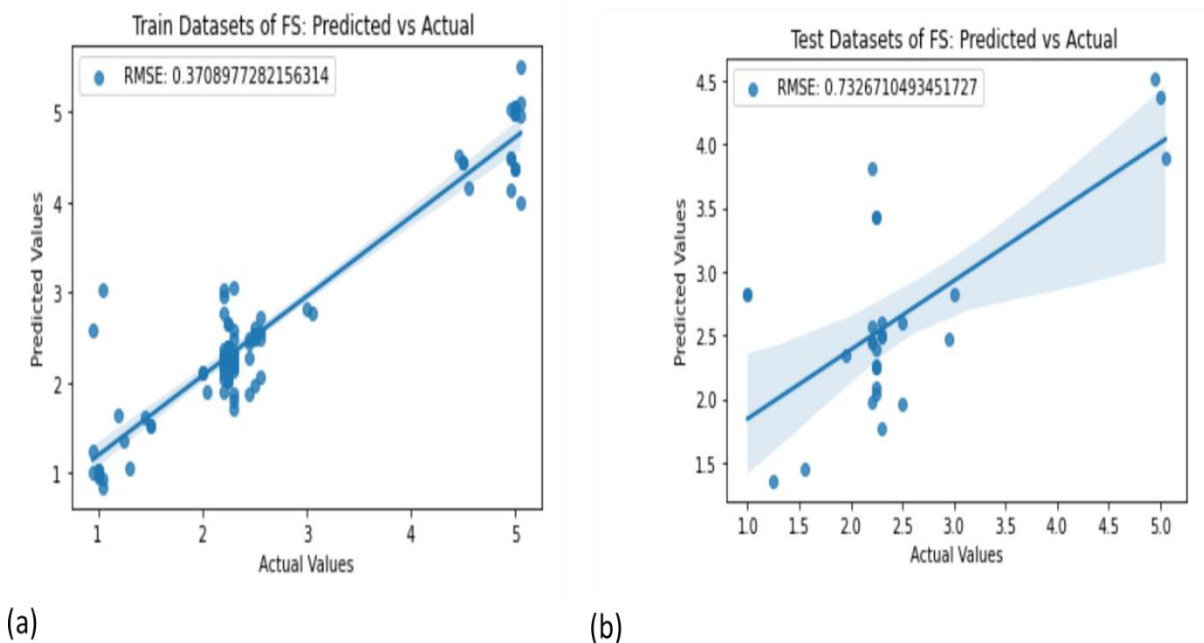 Train Datasets of FS: Predicted vs Actual
RMSE: 0.3708977282156314
5
4
3
2
1
Predicted Values
1 2 3 4 5
Actual Values
(a)
Test Datasets of FS: Predicted vs Actual
RMSE: 0.7326710493451727
4.5
4.0
3.5
3.0
2.5
2.0
1.5
Predicted Values
1.0 1.5 2.0 2.5 3.0 3.5 4.0 4.5 5.0
Actual Values
(b)